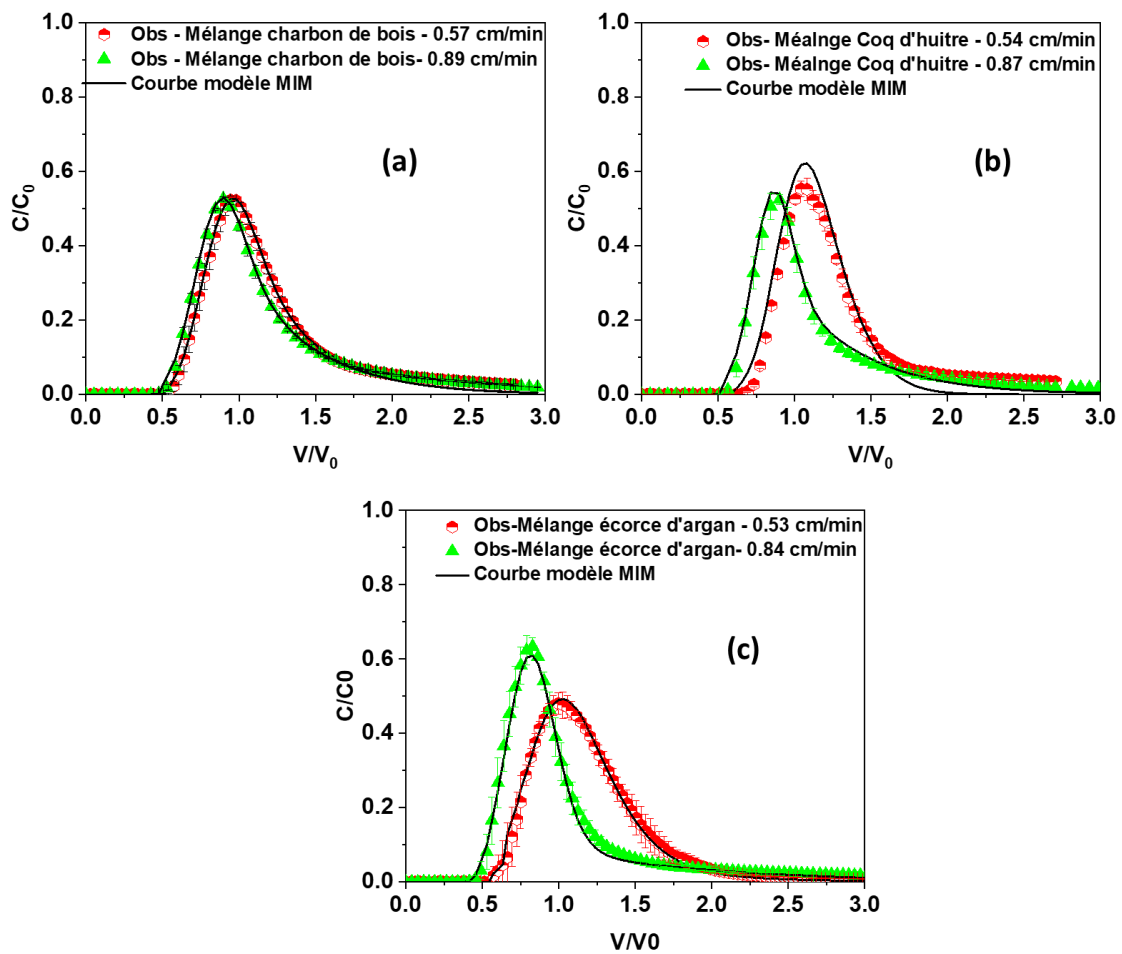 1.0
Obs - Mélange charbon de bois - 0.57 cm/min
Obs - Mélange charbon de bois- 0.89 cm/min
Courbe modèle MIM
0.8
0.6
(a)
C/C0
0.4
0.2
0.0
0.0 0.5 1.0 1.5 2.0 2.5 3.0
V/V0
1.0
Obs- Méalnge Coq d'huitre - 0.54 cm/min
Obs- Méalnge Coq d'huitre - 0.87 cm/min
Courbe modèle MIM
0.8
0.6
(b)
C/C0
0.4
0.2
0.0
0.0 0.5 1.0 1.5 2.0 2.5 3.0
V/V0
1.0
Obs-Mélange écorce d'argan - 0.53 cm/min
Obs-Mélange écorce d'argan- 0.84 cm/min
Courbe modèle MIM
0.8
0.6
(c)
C/C0
0.4
0.2
0.0
0.0 0.5 1.0 1.5 2.0 2.5 3.0
V/V0